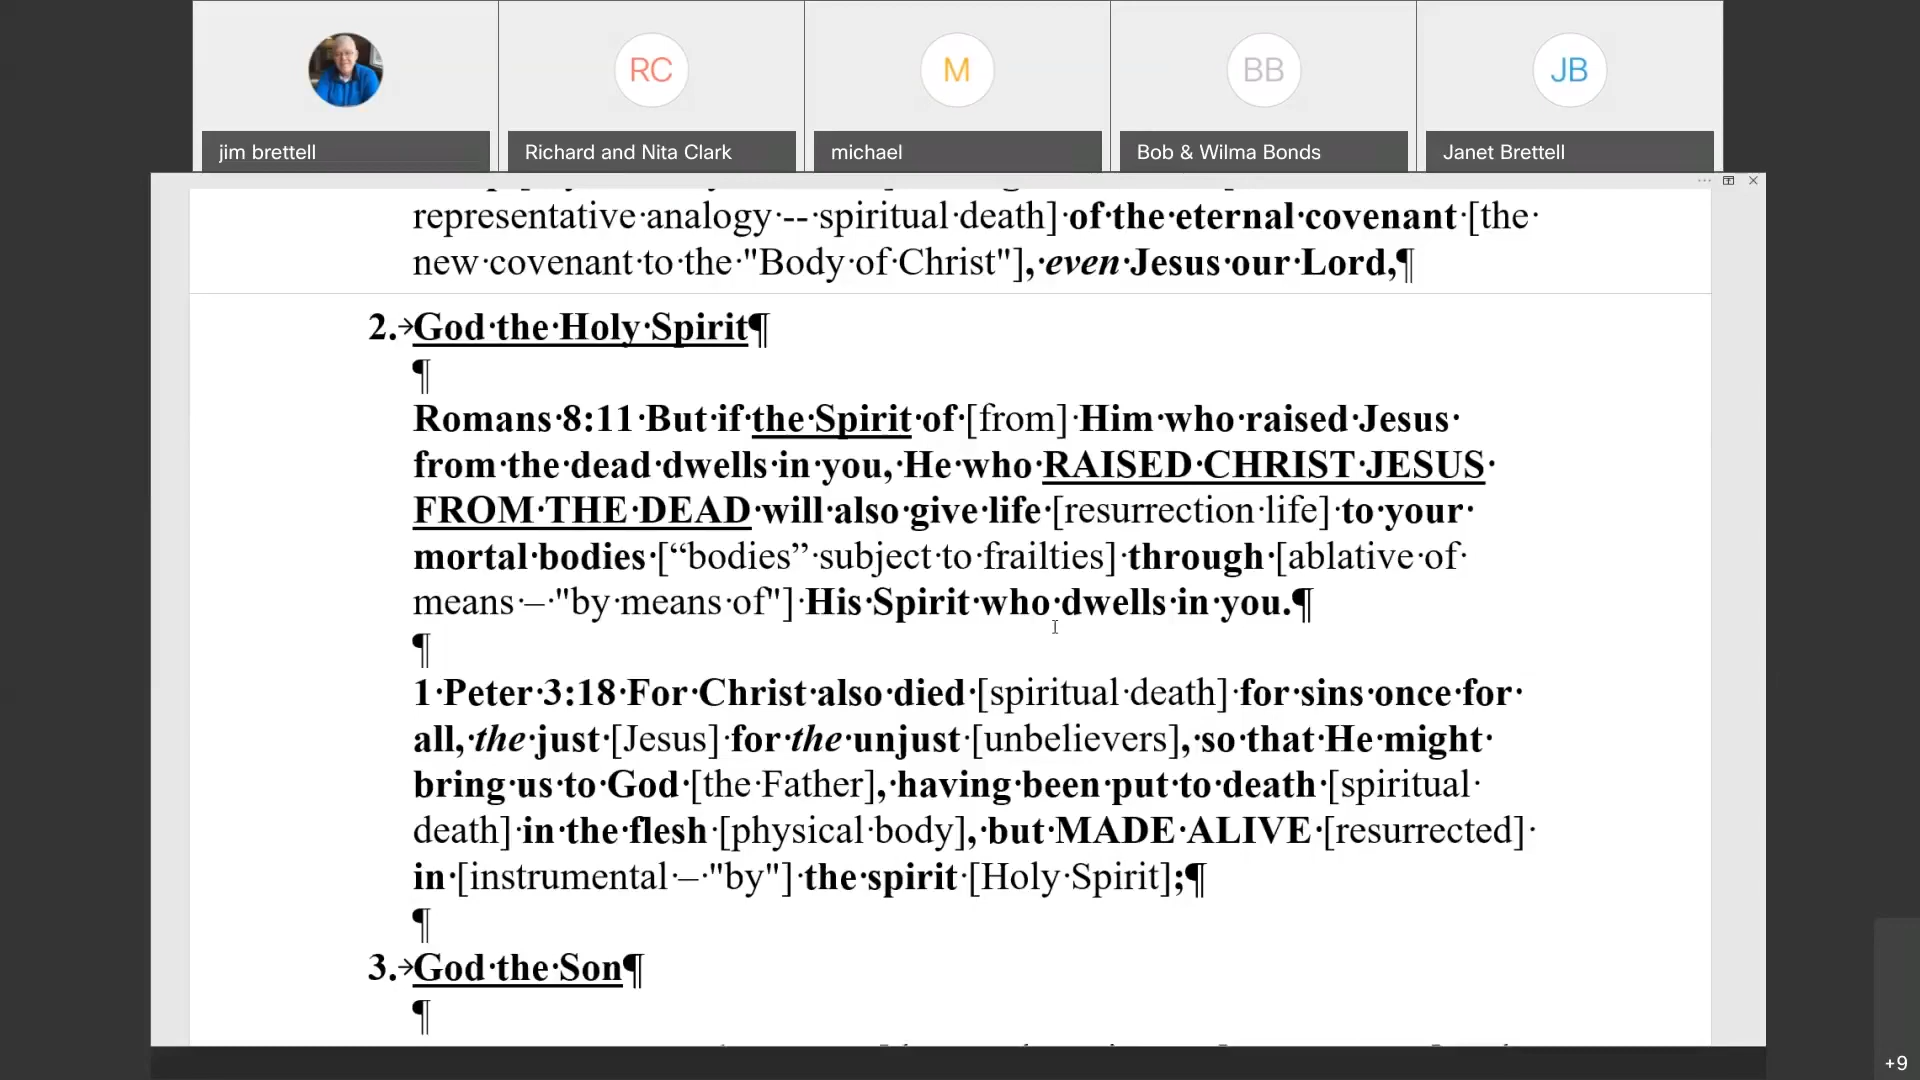 RC
M
BB
JB
jim brettell
Richard and Nita Clark
michael
Bob & Wilma Bonds
Janet Brettell
representative·analogy·--·spiritual·death]·of·the·eternal·covenant·[the·
new·covenant·to·the·"Body·of·Christ"],·even·Jesus·our·Lord,¶
2.→God·the·Holy·Spirit¶
¶
Romans·8:11·But·if·the·Spirit·of·[from]·Him·who·raised·Jesus·
from·the·dead·dwells·in·you,·He·who·RAISED·CHRIST·JESUS·
FROM·THE·DEAD·will·also·give·life·[resurrection·life]·to·your·
mortal·bodies·[“bodies”·subject·to·frailties]·through·[ablative·of·
means·–·"by·means·of"]·His·Spirit·who·dwells·in·you.¶
¶
1·Peter·3:18·For·Christ·also·died·[spiritual·death]·for·sins·once·for·
all,·the·just·[Jesus]·for·the·unjust·[unbelievers],·so·that·He·might·
bring·us·to·God·[the·Father],·having·been·put·to·death·[spiritual·
death]·in·the·flesh·[physical·body],·but·MADE·ALIVE·[resurrected]·
in·[instrumental·–·"by"]·the·spirit·[Holy·Spirit];¶
¶
3.→God·the·Son¶
¶
+9